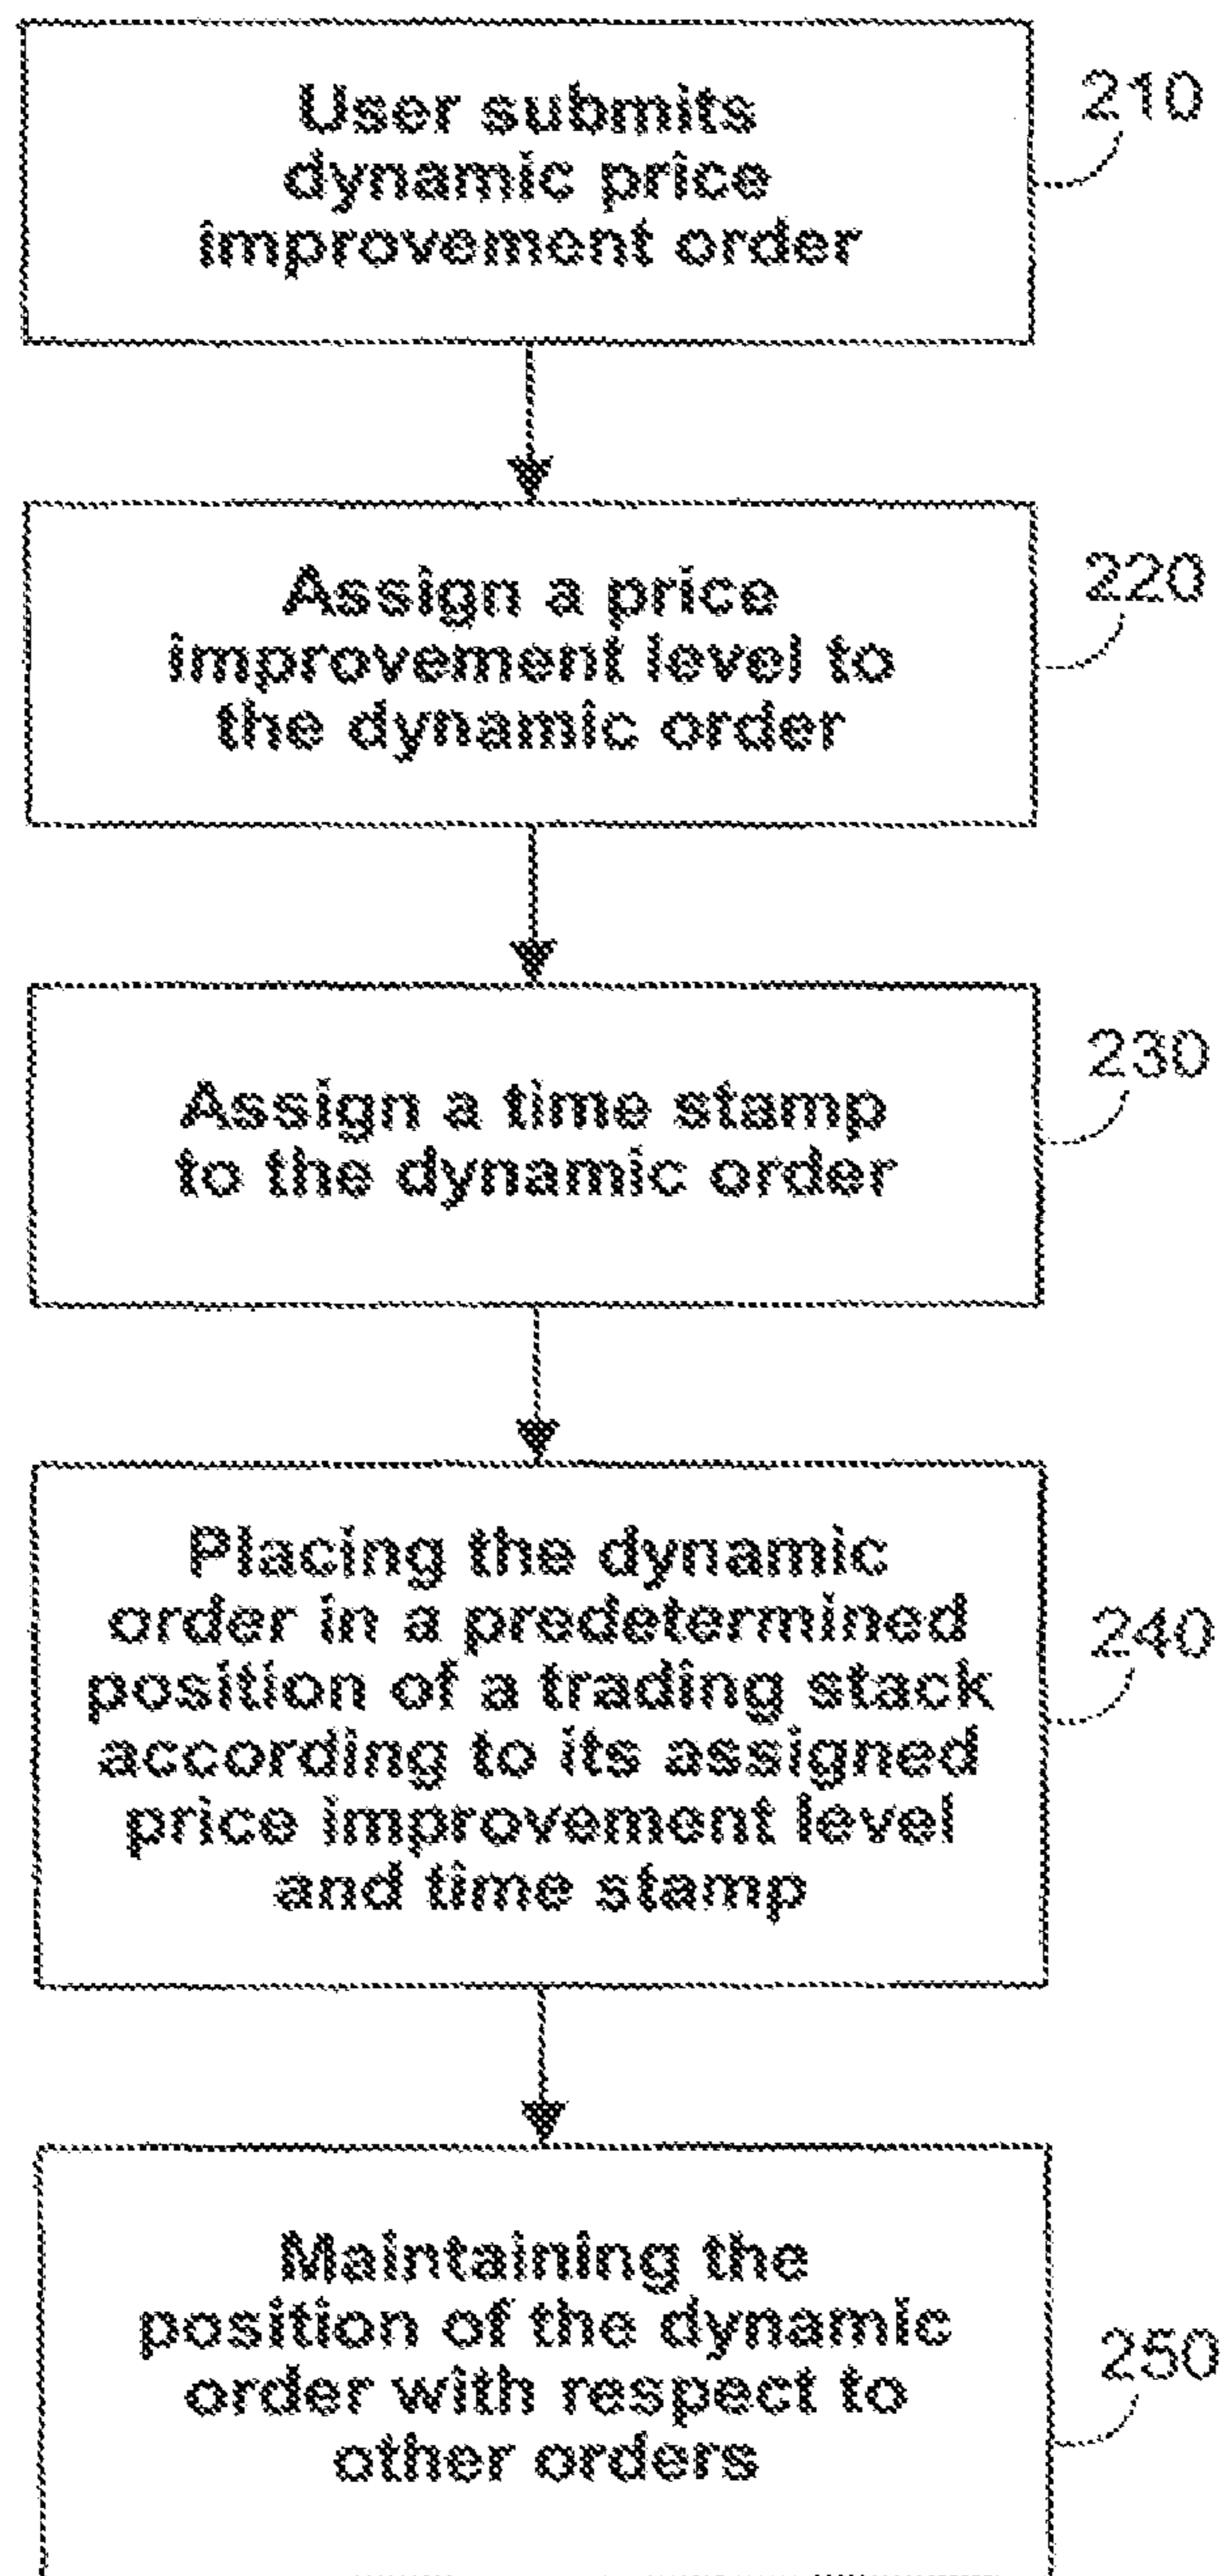 User submits
dynamic price
improvement order
210
Assign a price
improvement level to
the dynamic order
220
Assign a time stamp
to the dynamic order
230
Placing the dynamic
order in a predetermined
position of a trading stack
according to its assigned
price improvement level
and time stamp
240
Maintaining the
position of the dynamic
order with respect to
other orders
250